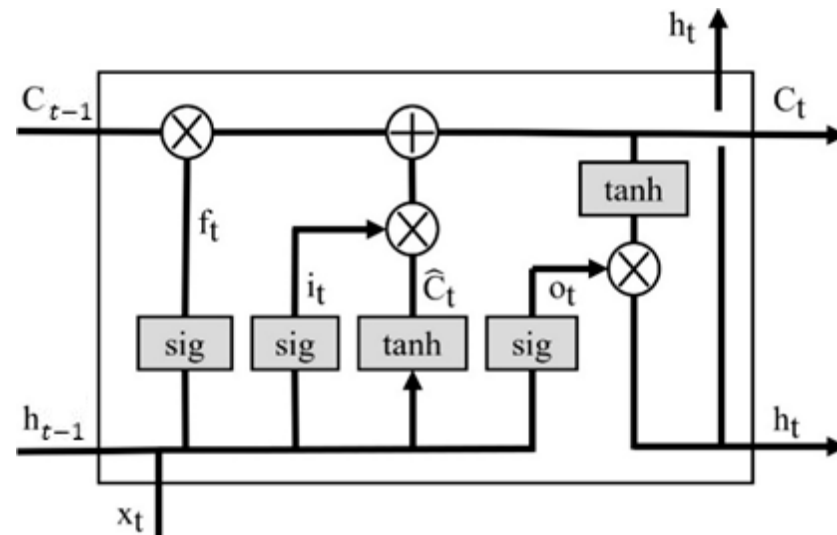 h_t
C_{t-1}
C_t
tanh
f_t
i_t
Ĉ_t
o_t
sig
sig
tanh
sig
h_{t-1}
h_t
x_t